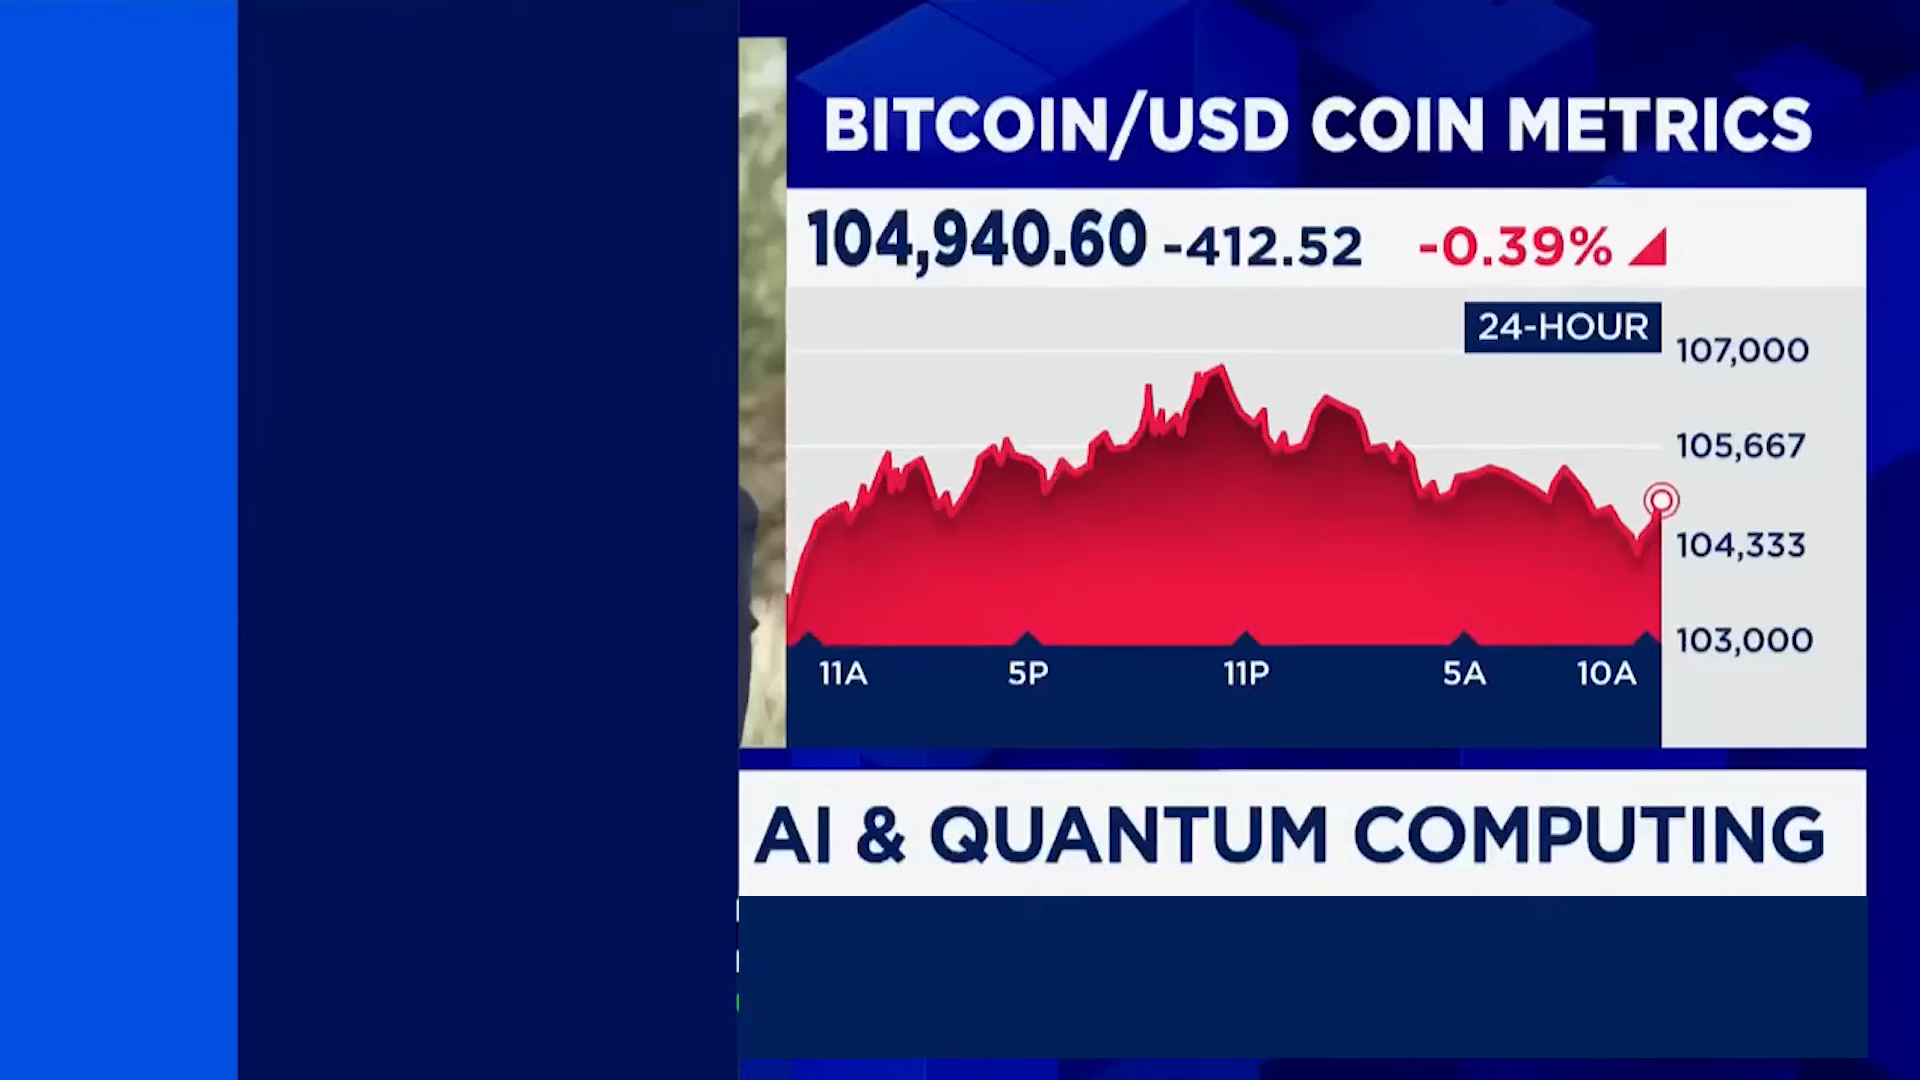 BITCOIN/USD COIN METRICS
104,940.60 -412.52 -0.39%
24-HOUR
107,000
105,667
104,333
103,000
11A 5P 11P 5A 10A
AI & QUANTUM COMPUTING